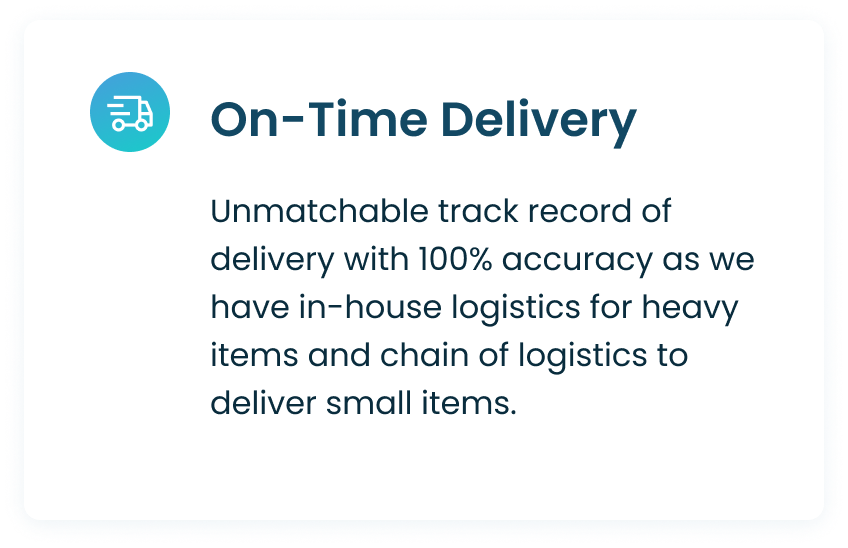 On-Time Delivery
Unmatchable track record of
delivery with 100% accuracy as we
have in-house logistics for heavy
items and chain of logistics to
deliver small items.